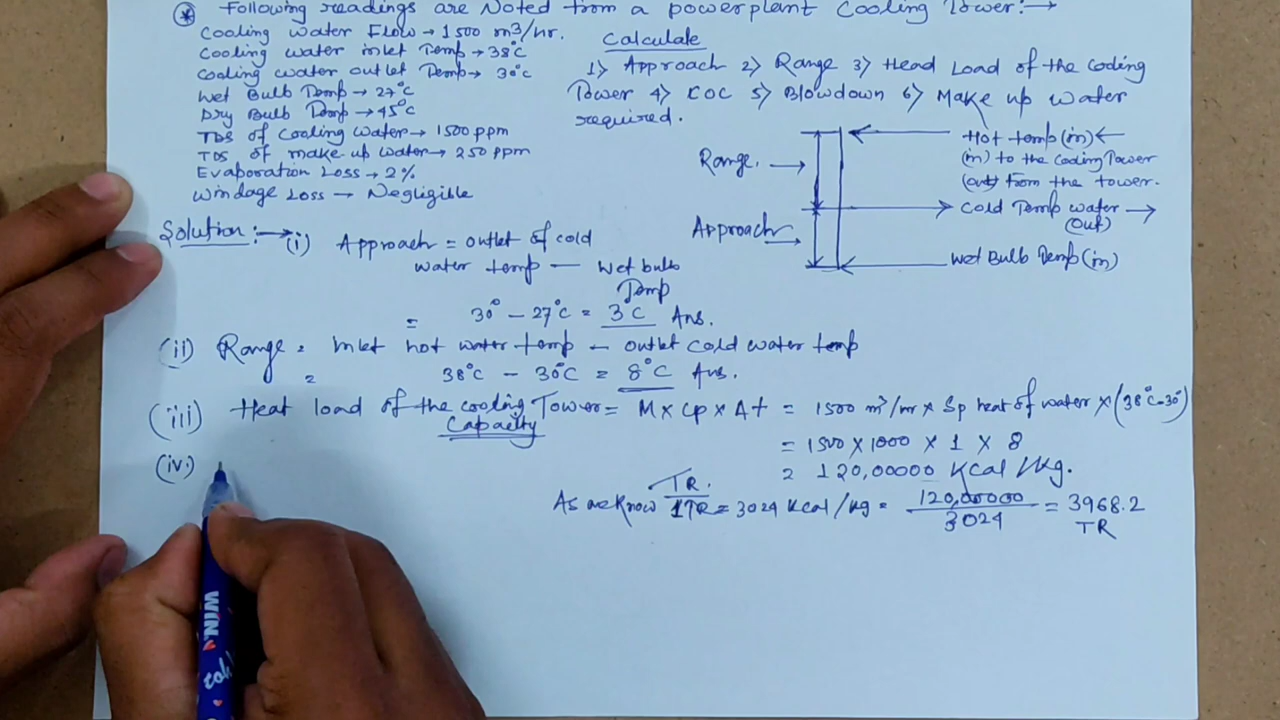 * Following readings are Noted from a powerplant Cooling Tower:→
Cooling water Flow → 1500 m3/hr.
Cooling water inlet Temp → 38°C
Cooling water outlet Temp → 30°C
Wet Bulb Temp → 27°C
Dry Bulb Temp → 45°C
TDS of Cooling Water → 1500 ppm
TDS of make-up Water → 250 ppm
Evaporation Loss → 2%
Windage Loss → Negligible
Calculate
1> Approach 2> Range 3> Head Load of the Cooling
Tower 4> COC 5> Blowdown 6> Make up Water
required.
Range.
Approach
Hot temp (in) ←
(in) to the Cooling Tower
(out) from the tower.
Cold Temp water →
(Out)
Wet Bulb Temp (in)
Solution:→ (i) Approach = outlet of cold
water temp — Wet bulb
Temp
= 30° - 27°C = 3°C Ans.
(ii) Range = inlet hot water temp - outlet cold water temp
= 38°C - 30°C = 8°C Ans.
(iii) Heat load of the cooling Tower = M x Cp x Δt = 1500 m³/hr x Sp heat of water x (38°C-30°)
Capacity
= 1500 x 1000 x 1 x 8
= 120,00000 Kcal/kg.
TR.
As we know 1TR = 3024 Kcal/kg = 120,00000 / 3024 = 3968.2
TR
(iv.)
WIN